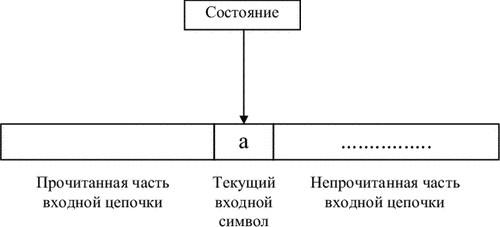 Состояние
а
................
Прочитанная часть
входной цепочки
Текущий
входной
символ
Непрочитанная часть
входной цепочки